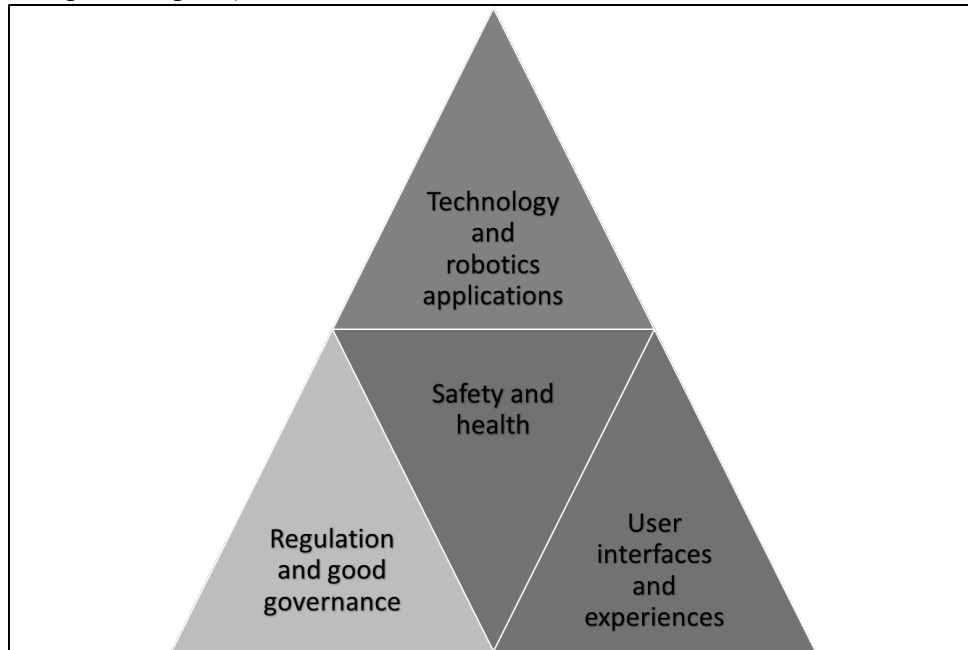 Technology
and
robotics
applications
Safety and
health
Regulation
and good
governance
User
interfaces
and
experiences